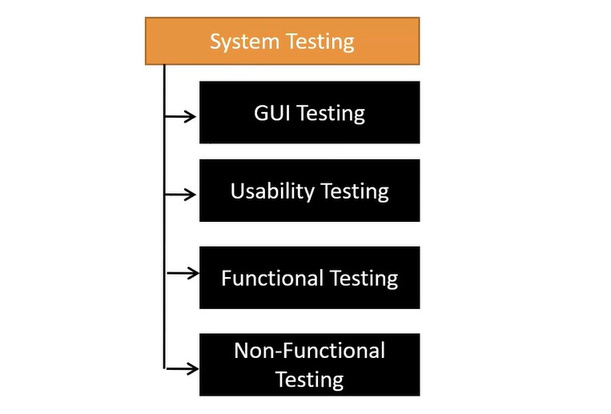 System Testing
GUI Testing
Usability Testing
Functional Testing
Non-Functional
Testing